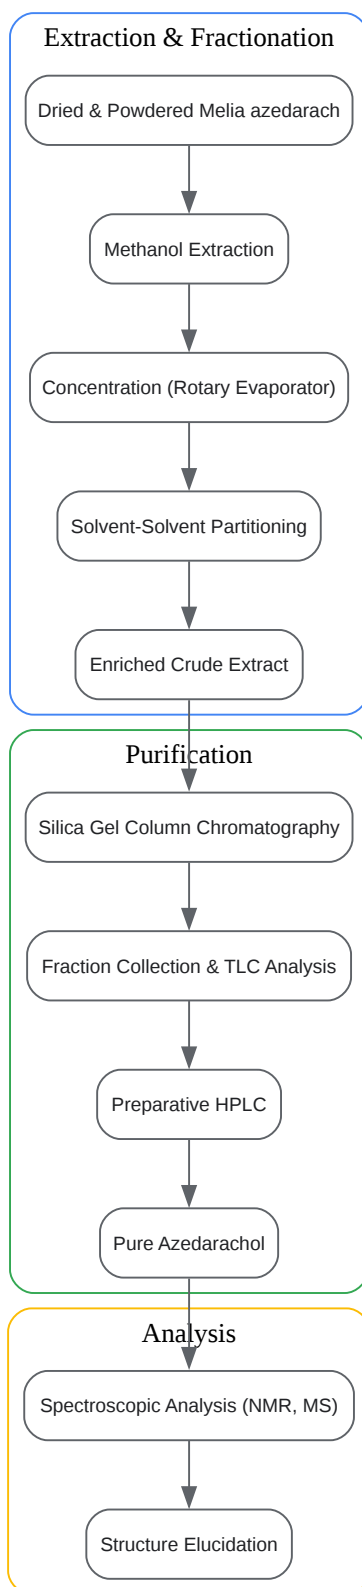 Extraction & Fractionation
Dried & Powdered Melia azedarach
Methanol Extraction
Concentration (Rotary Evaporator)
Solvent-Solvent Partitioning
Enriched Crude Extract
Purification
Silica Gel Column Chromatography
Fraction Collection & TLC Analysis
Preparative HPLC
Pure Azedarachol
Analysis
Spectroscopic Analysis (NMR, MS)
Structure Elucidation